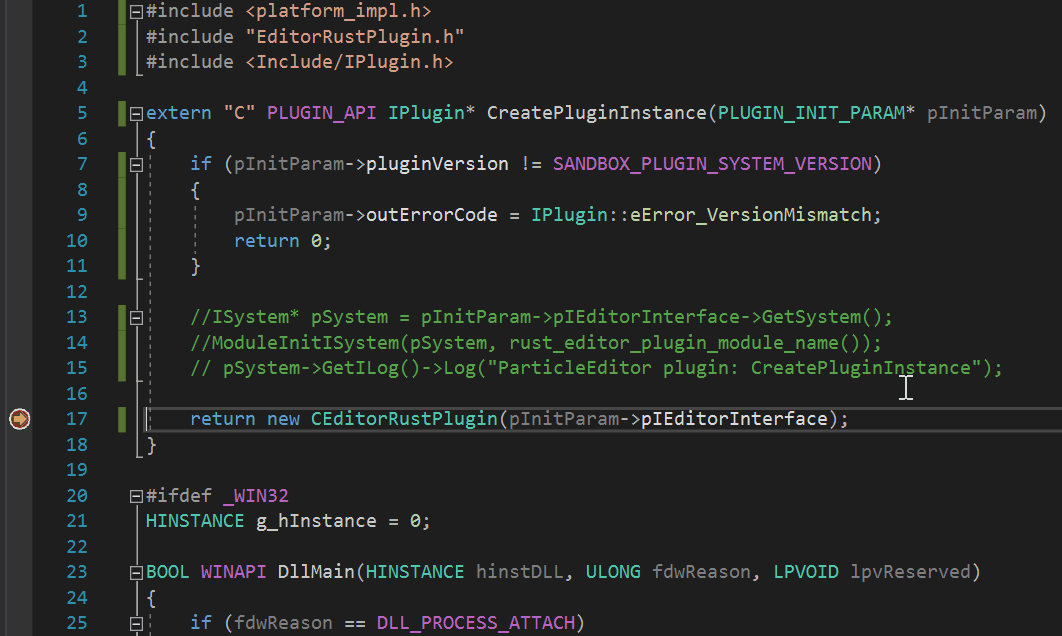 1 #include <platform_impl.h>
2 #include "EditorRustPlugin.h"
3 #include <Include/IPlugin.h>
4
5 extern "C" PLUGIN_API IPlugin* CreatePluginInstance(PLUGIN_INIT_PARAM* pInitParam)
6 {
7     if (pInitParam->pluginVersion != SANDBOX_PLUGIN_SYSTEM_VERSION)
8     {
9         pInitParam->outErrorCode = IPlugin::eError_VersionMismatch;
10         return 0;
11     }
12
13     //ISystem* pSystem = pInitParam->pIEditorInterface->GetSystem();
14     //ModuleInitISystem(pSystem, rust_editor_plugin_module_name());
15     // pSystem->GetILog()->Log("ParticleEditor plugin: CreatePluginInstance");
16
17     return new CEditorRustPlugin(pInitParam->pIEditorInterface);
18 }
19
20 #ifdef _WIN32
21 HINSTANCE g_hInstance = 0;
22
23 BOOL WINAPI DllMain(HINSTANCE hinstDLL, ULONG fdwReason, LPVOID lpvReserved)
24 {
25     if (fdwReason == DLL_PROCESS_ATTACH)